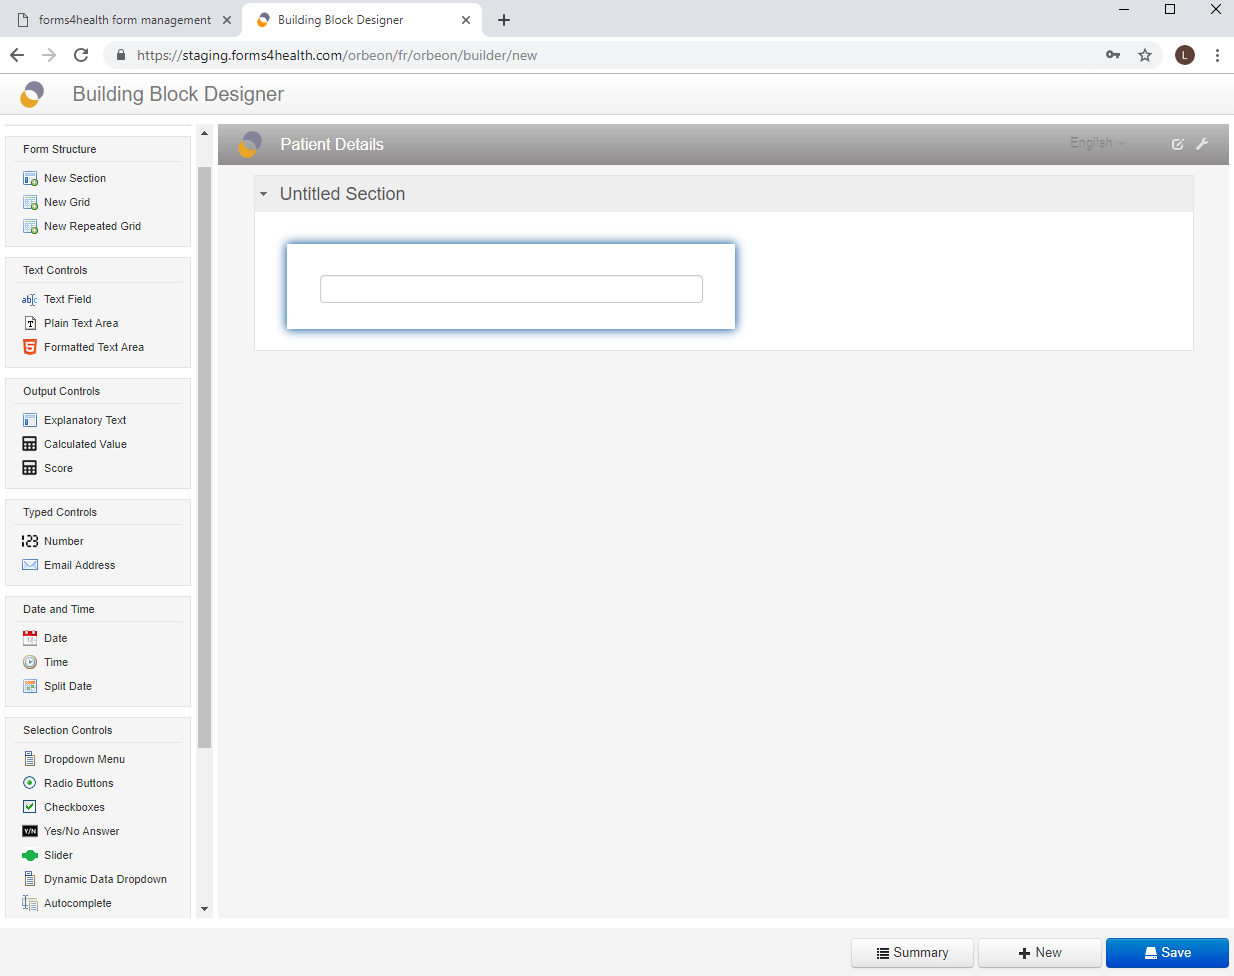 forms4health form management
Building Block Designer
https://staging.forms4health.com/orbeon/fr/orbeon/builder/new
L
Building Block Designer
Form Structure
New Section
New Grid
New Repeated Grid
Text Controls
Text Field
Plain Text Area
Formatted Text Area
Output Controls
Explanatory Text
Calculated Value
Score
Typed Controls
123 Number
Email Address
Date and Time
Date
Time
Split Date
Selection Controls
Dropdown Menu
Radio Buttons
Checkboxes
Y/N Yes/No Answer
Slider
Dynamic Data Dropdown
Autocomplete
Patient Details
English
Untitled Section
Summary
New
Save